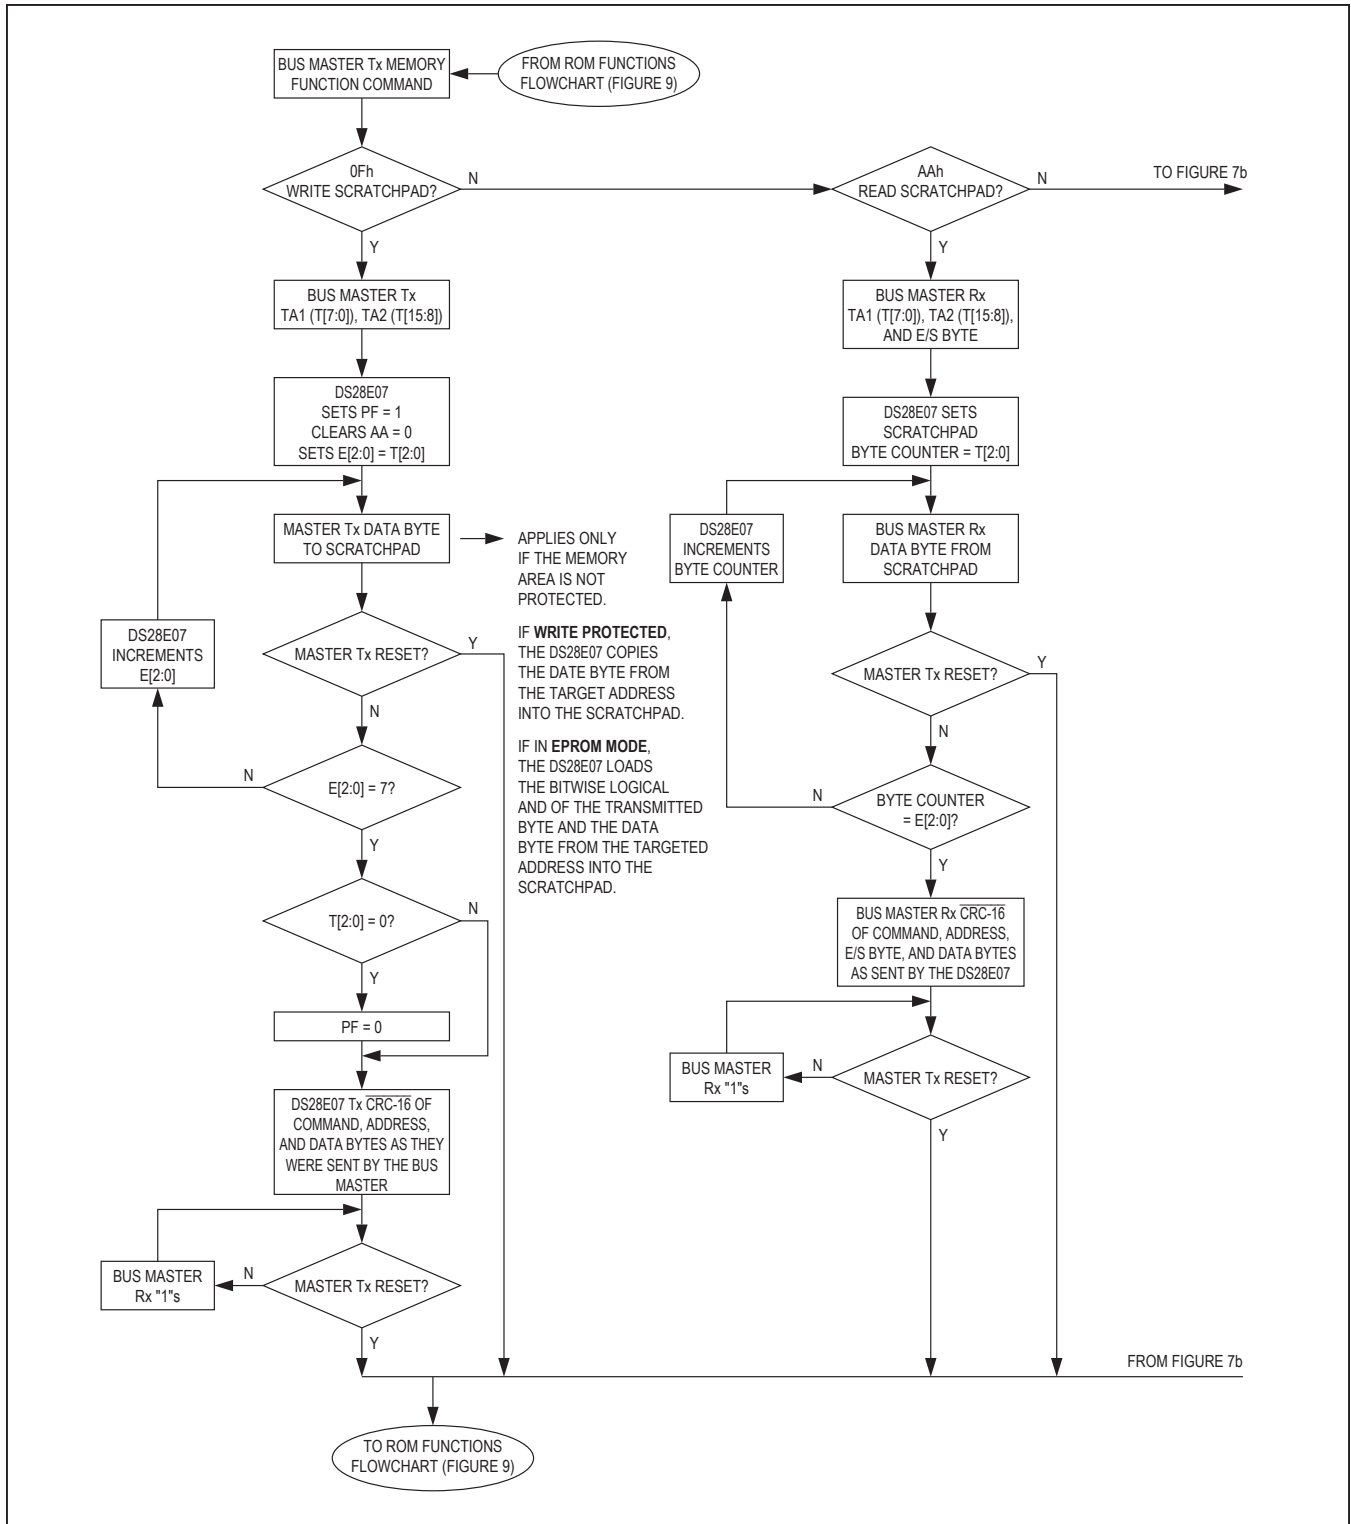 BUS MASTER Tx MEMORY
FUNCTION COMMAND
FROM ROM FUNCTIONS
FLOWCHART (FIGURE 9)
0Fh
WRITE SCRATCHPAD?
N
Y
BUS MASTER Tx
TA1 (T[7:0]), TA2 (T[15:8])
DS28E07
SETS PF = 1
CLEARS AA = 0
SETS E[2:0] = T[2:0]
MASTER Tx DATA BYTE
TO SCRATCHPAD
APPLIES ONLY
IF THE MEMORY
AREA IS NOT
PROTECTED.
IF WRITE PROTECTED,
THE DS28E07 COPIES
THE DATE BYTE FROM
THE TARGET ADDRESS
INTO THE SCRATCHPAD.
IF IN EPROM MODE,
THE DS28E07 LOADS
THE BITWISE LOGICAL
AND OF THE TRANSMITTED
BYTE AND THE DATA
BYTE FROM THE TARGETED
ADDRESS INTO THE
SCRATCHPAD.
DS28E07
INCREMENTS
E[2:0]
MASTER Tx RESET?
Y
N
E[2:0] = 7?
N
Y
T[2:0] = 0?
N
Y
PF = 0
DS28E07 Tx CRC-16 OF
COMMAND, ADDRESS,
AND DATA BYTES AS THEY
WERE SENT BY THE BUS
MASTER
BUS MASTER
Rx "1"s
N
MASTER Tx RESET?
Y
AAh
READ SCRATCHPAD?
N
TO FIGURE 7b
Y
BUS MASTER Rx
TA1 (T[7:0]), TA2 (T[15:8]),
AND E/S BYTE
DS28E07 SETS
SCRATCHPAD
BYTE COUNTER = T[2:0]
DS28E07
INCREMENTS
BYTE COUNTER
BUS MASTER Rx
DATA BYTE FROM
SCRATCHPAD
MASTER Tx RESET?
Y
N
BYTE COUNTER
= E[2:0]?
N
Y
BUS MASTER Rx CRC-16
OF COMMAND, ADDRESS,
E/S BYTE, AND DATA BYTES
AS SENT BY THE DS28E07
BUS MASTER
Rx "1"s
N
MASTER Tx RESET?
Y
FROM FIGURE 7b
TO ROM FUNCTIONS
FLOWCHART (FIGURE 9)